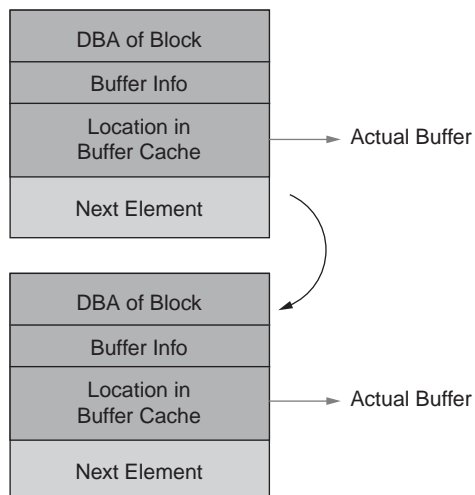 DBA of Block
Buffer Info
Location in
Buffer Cache
Actual Buffer
Next Element
DBA of Block
Buffer Info
Location in
Buffer Cache
Actual Buffer
Next Element